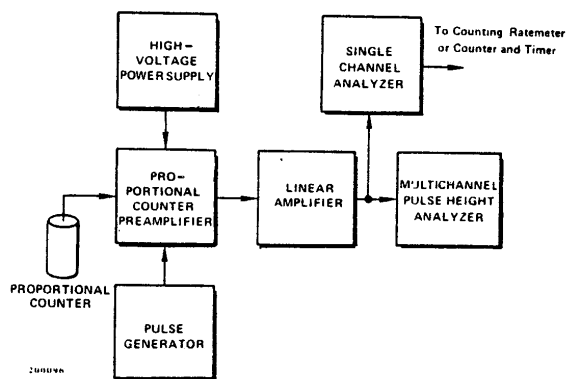 HIGH–
VOLTAGE
POWER SUPPLY
SINGLE
CHANNEL
ANALYZER
To Counting Ratemeter
or Counter and Timer
PRO–
PORTIONAL
COUNTER
PREAMPLIFIER
LINEAR
AMPLIFIER
MULTICHANNEL
PULSE HEIGHT
ANALYZER
PROPORTIONAL
COUNTER
PULSE
GENERATOR